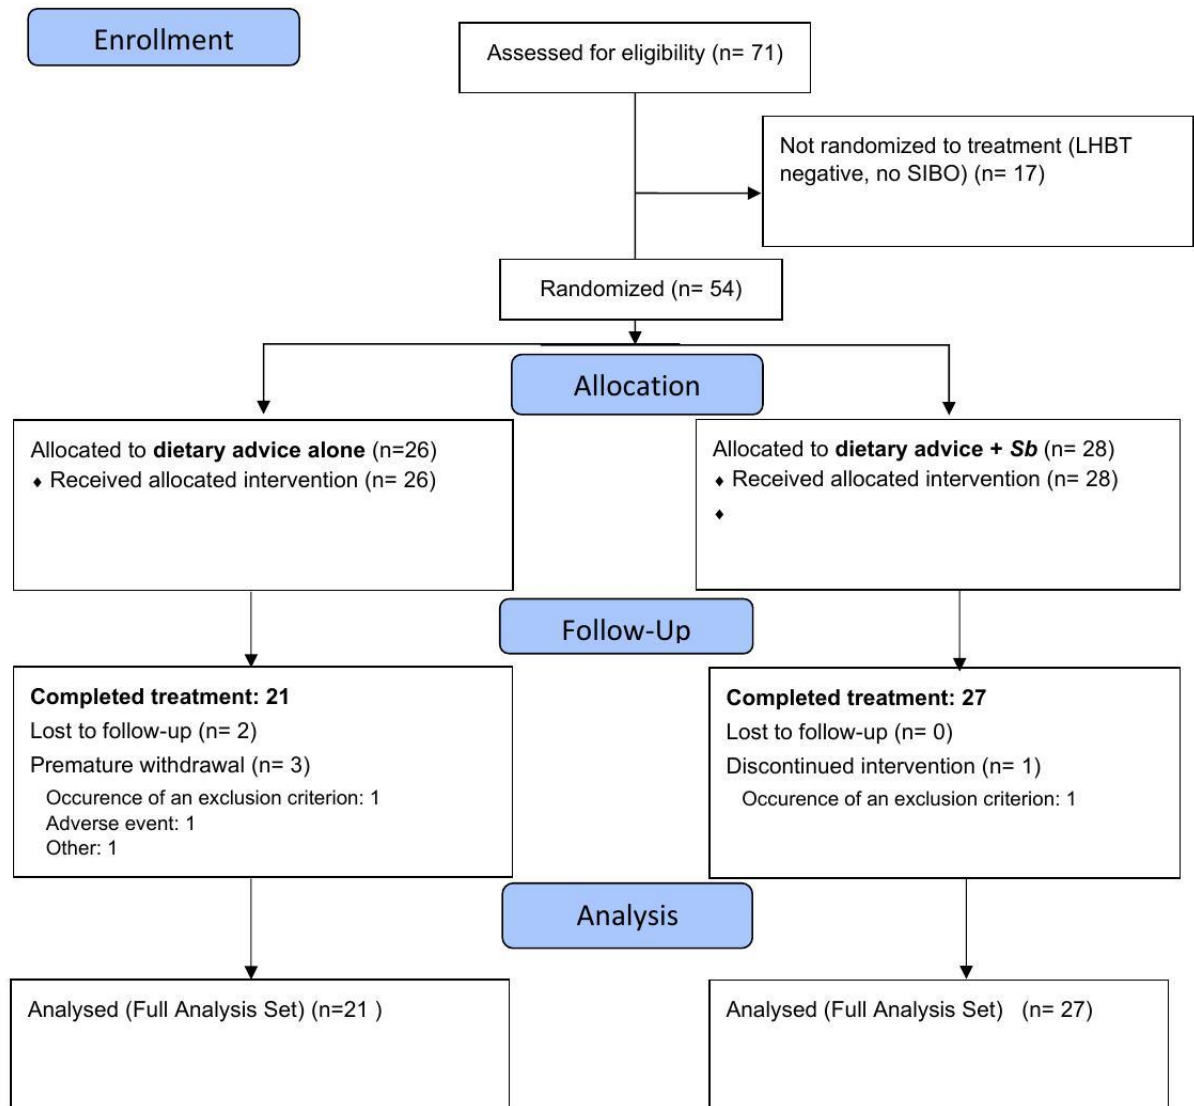 Enrollment
Assessed for eligibility (n= 71)
Not randomized to treatment (LHBT
negative, no SIBO) (n= 17)
Randomized (n= 54)
Allocation
Allocated to dietary advice alone (n=26)
♦ Received allocated intervention (n= 26)
Allocated to dietary advice + Sb (n= 28)
♦ Received allocated intervention (n= 28)
♦
Follow-Up
Completed treatment: 21
Lost to follow-up (n= 2)
Premature withdrawal (n= 3)
Occurence of an exclusion criterion: 1
Adverse event: 1
Other: 1
Completed treatment: 27
Lost to follow-up (n= 0)
Discontinued intervention (n= 1)
Occurence of an exclusion criterion: 1
Analysis
Analysed (Full Analysis Set) (n=21 )
Analysed (Full Analysis Set) (n= 27)